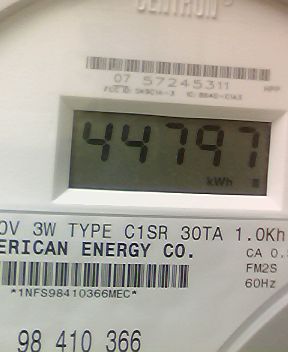 CENTRON
07 57245311
44797
kWh
0V 3W TYPE C1SR 30TA 1.0Kh
ERICAN ENERGY CO.
CA 0.
FM2S
60Hz
*1NFS98410366MEC*
98 410 366